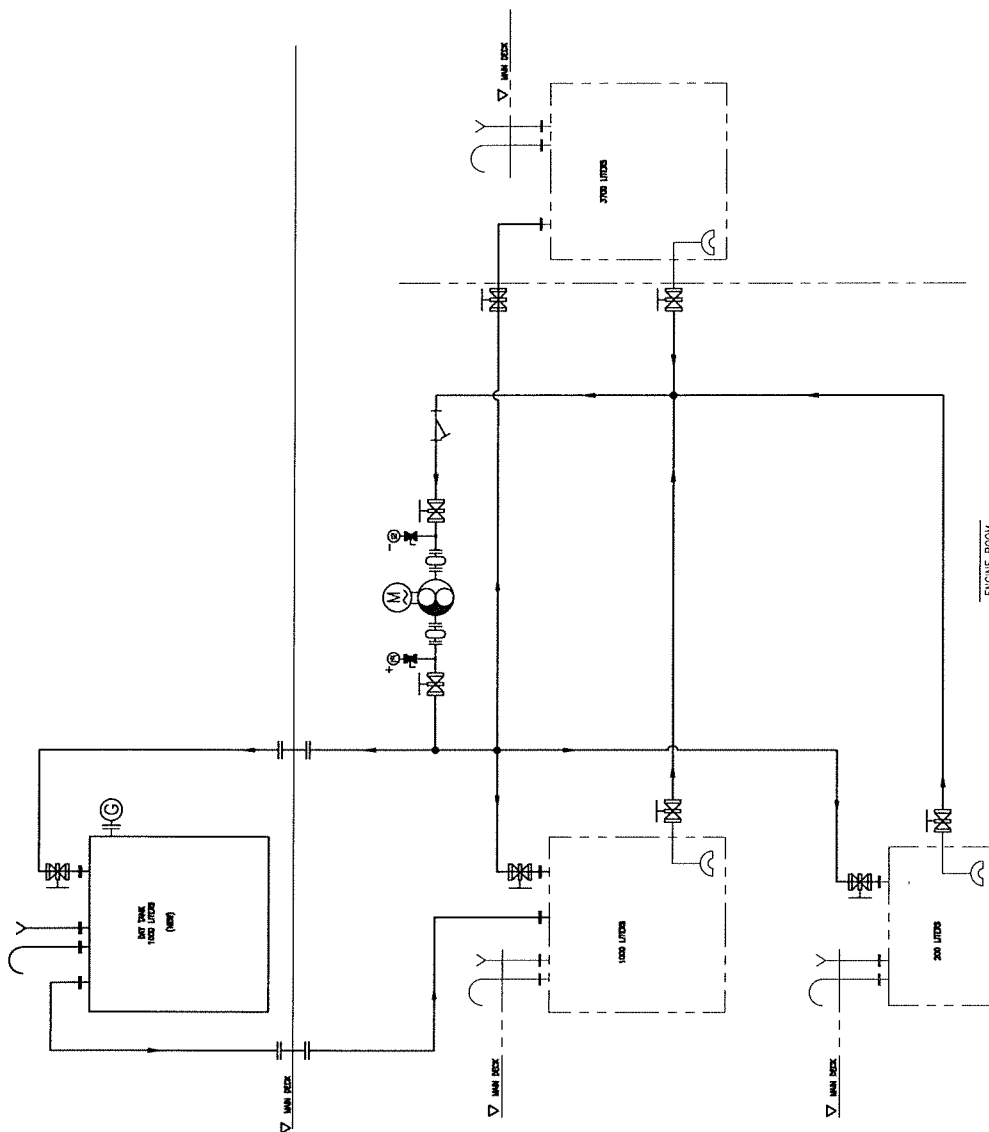 MAIN DECK
3700 LITERS
-
M
+
G
DAY TANK
1000 LITERS
(NEW)
1000 LITERS
200 LITERS
MAIN DECK
MAIN DECK
MAIN DECK
ENGINE ROOM